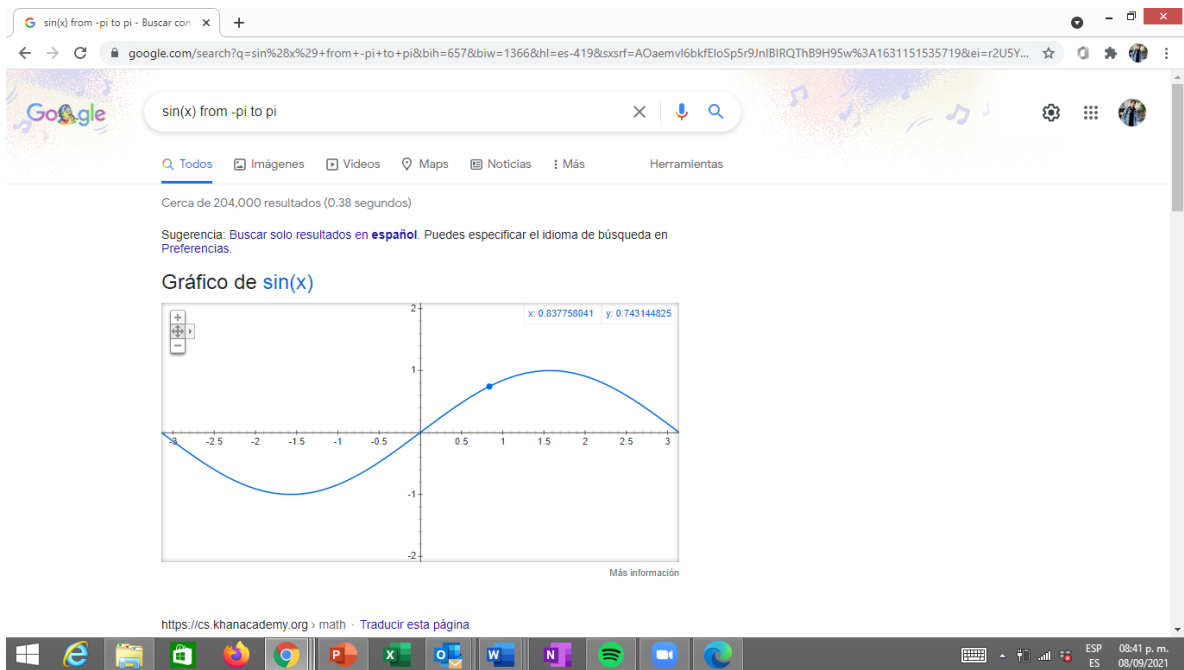 sin(x) from -pi to pi - Buscar con
google.com/search?q=sin%28x%29+from+-pi+to+pi&bih=657&biw=1366&hl=es-419&sxsrf=AOaemvI6bkfEIoSp5r9JnIBIRQThB9H95w%3A1631151535719&ei=r2U5Y...
Google
sin(x) from -pi to pi
Todos Imágenes Videos Maps Noticias Más Herramientas
Cerca de 204,000 resultados (0.38 segundos)
Sugerencia: Buscar solo resultados en español. Puedes especificar el idioma de búsqueda en
Preferencias.
Gráfico de sin(x)
x: 0.837758041 y: 0.743144825
2
1
-3 -2.5 -2 -1.5 -1 -0.5 0.5 1 1.5 2 2.5 3
-1
-2
Más información
https://cs.khanacademy.org › math · Traducir esta página
ESP 08:41 p. m.
ES 08/09/2021